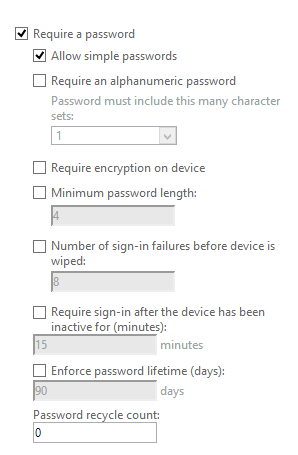 Require a password
Allow simple passwords
Require an alphanumeric password
Password must include this many character
sets:
1
Require encryption on device
Minimum password length:
4
Number of sign-in failures before device is
wiped:
8
Require sign-in after the device has been
inactive for (minutes):
15 minutes
Enforce password lifetime (days):
90 days
Password recycle count:
0